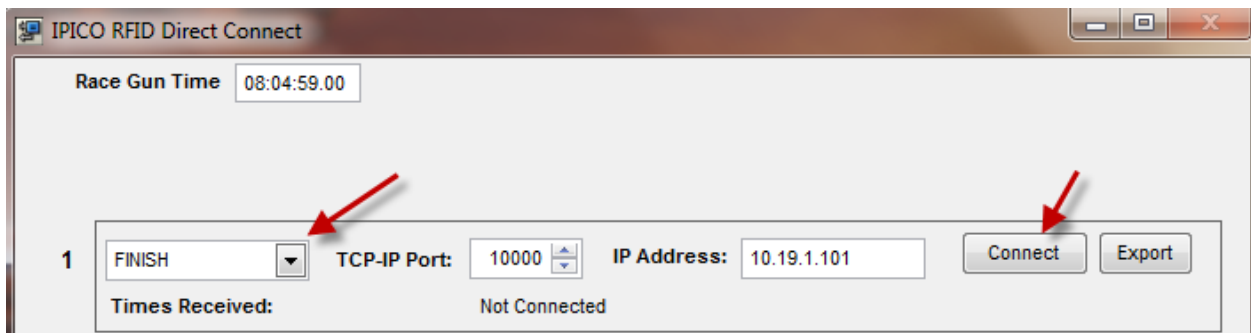 IPICO RFID Direct Connect
Race Gun Time 08:04:59.00
1 FINISH TCP-IP Port: 10000 IP Address: 10.19.1.101 Connect Export
Times Received: Not Connected